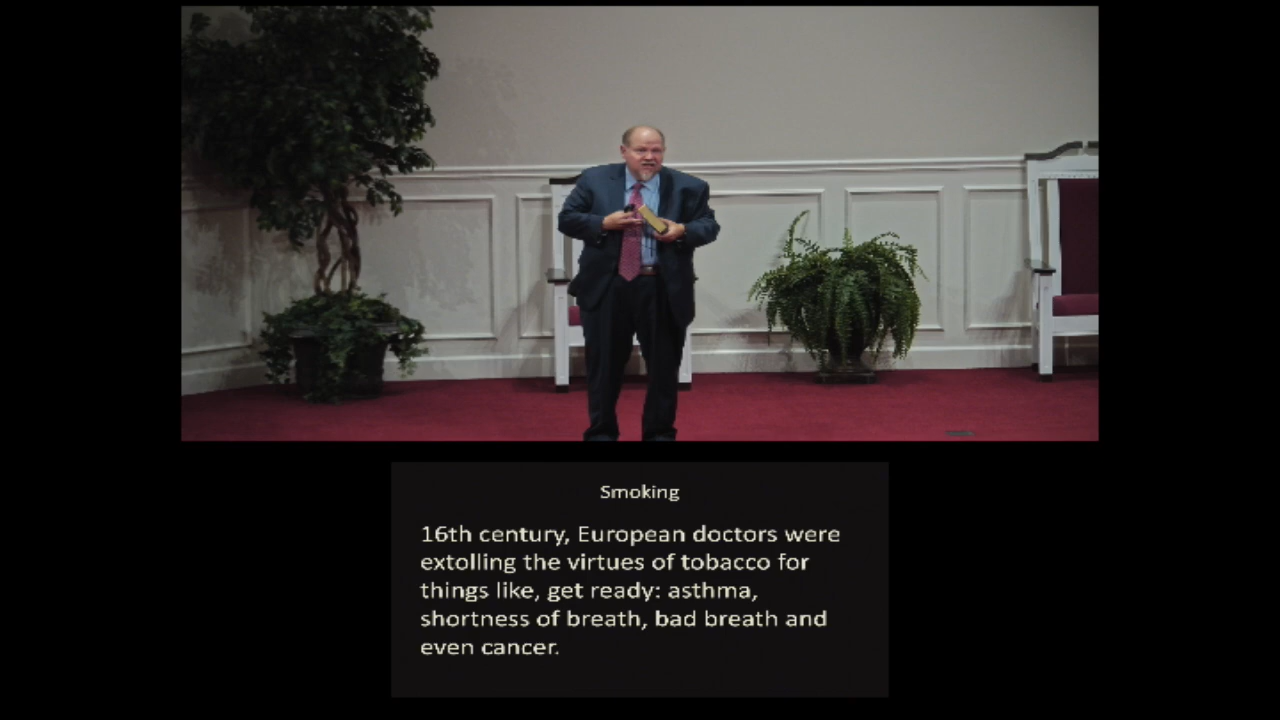 Smoking
16th century, European doctors were
extolling the virtues of tobacco for
things like, get ready: asthma,
shortness of breath, bad breath and
even cancer.